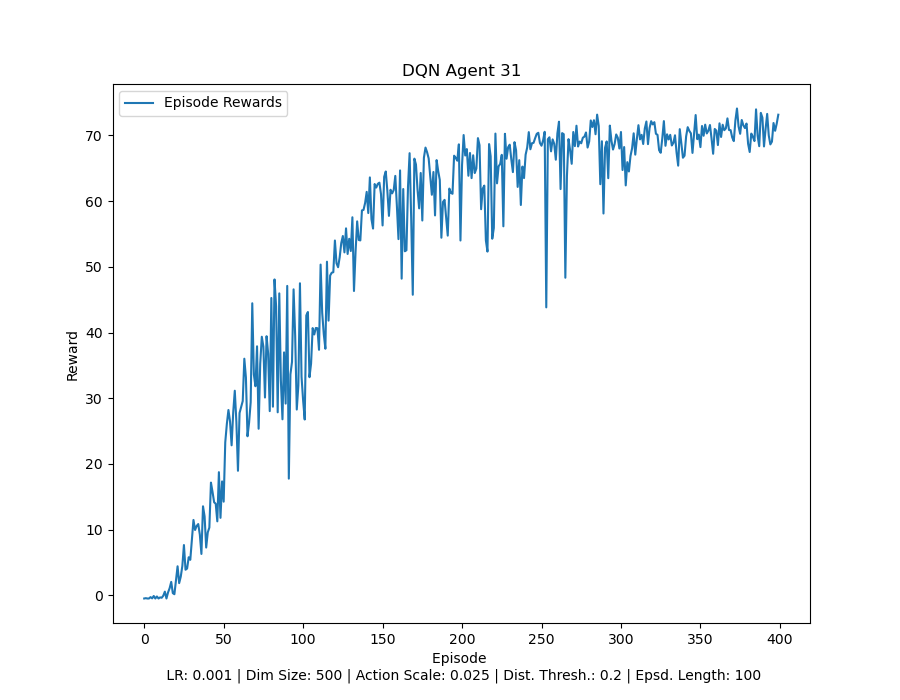 DQN Agent 31
Episode Rewards
Reward
70
60
50
40
30
20
10
0
0 50 100 150 200 250 300 350 400
Episode
LR: 0.001 | Dim Size: 500 | Action Scale: 0.025 | Dist. Thresh.: 0.2 | Epsd. Length: 100